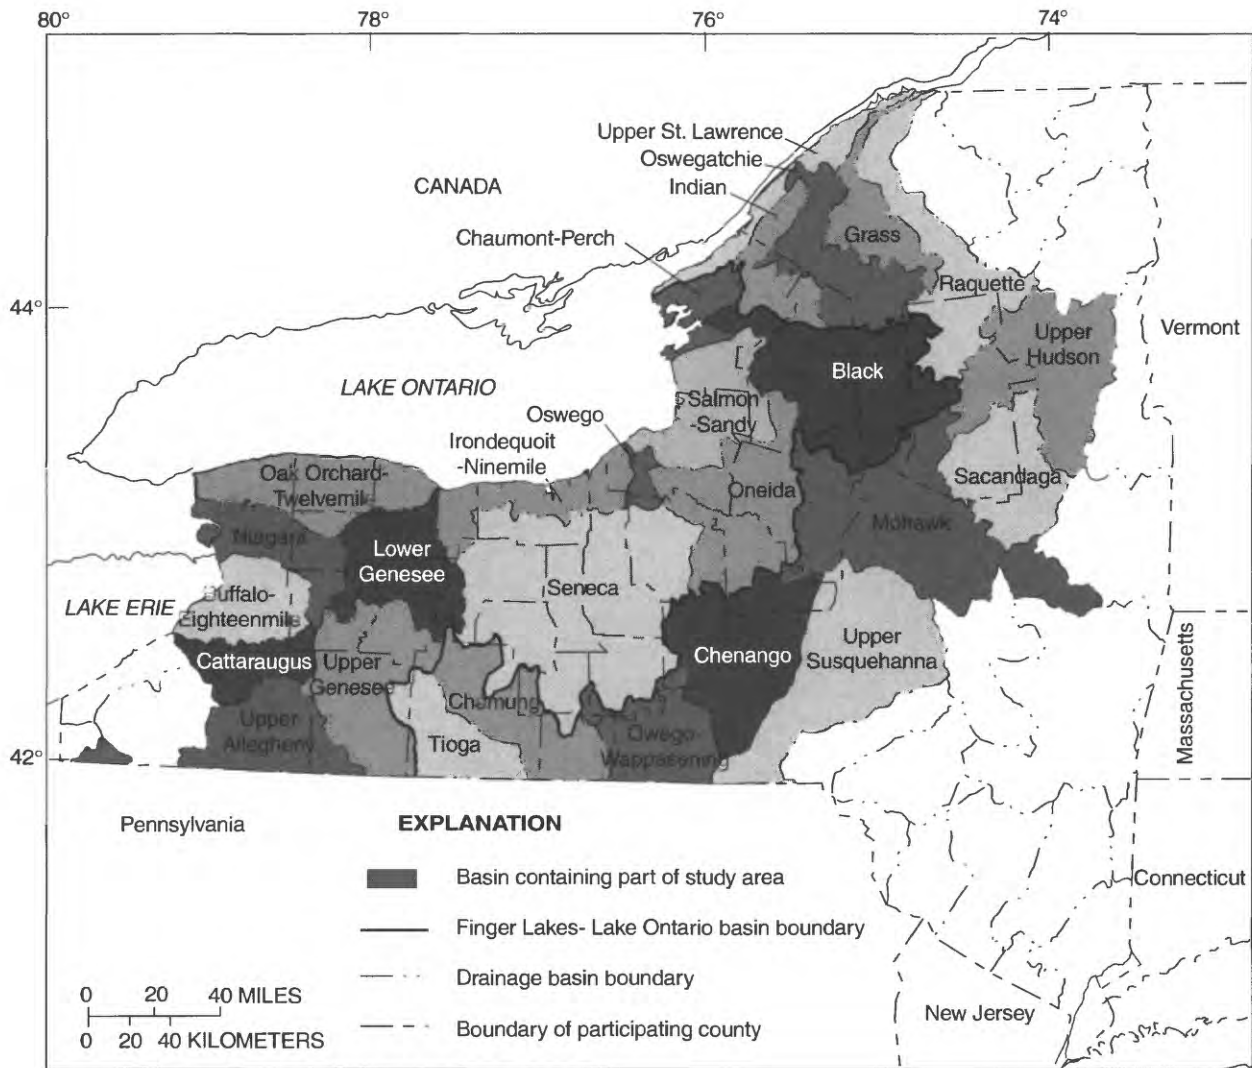 80°
78°
76°
74°
Upper St. Lawrence
Oswegatchie
Indian
CANADA
Chaumont-Perch
Grass
Raquette
44°
Vermont
Upper
Hudson
Black
LAKE ONTARIO
Salmon
-Sandy
Oswego
Irondequoit
-Ninemile
Oak Orchard-
Twelvemile
Oneida
Sacandaga
Mohawk
Niagara
Lower
Genesee
Seneca
LAKE ERIE
Buffalo-
Eighteenmile
Cattaraugus
Upper
Genesee
Chenango
Upper
Susquehanna
Massachusetts
Chemung
Upper
Allegheny
Tioga
Owego-
Wappasening
42°
Pennsylvania
EXPLANATION
Basin containing part of study area
Connecticut
Finger Lakes- Lake Ontario basin boundary
Drainage basin boundary
0 20 40 MILES
0 20 40 KILOMETERS
Boundary of participating county
New Jersey